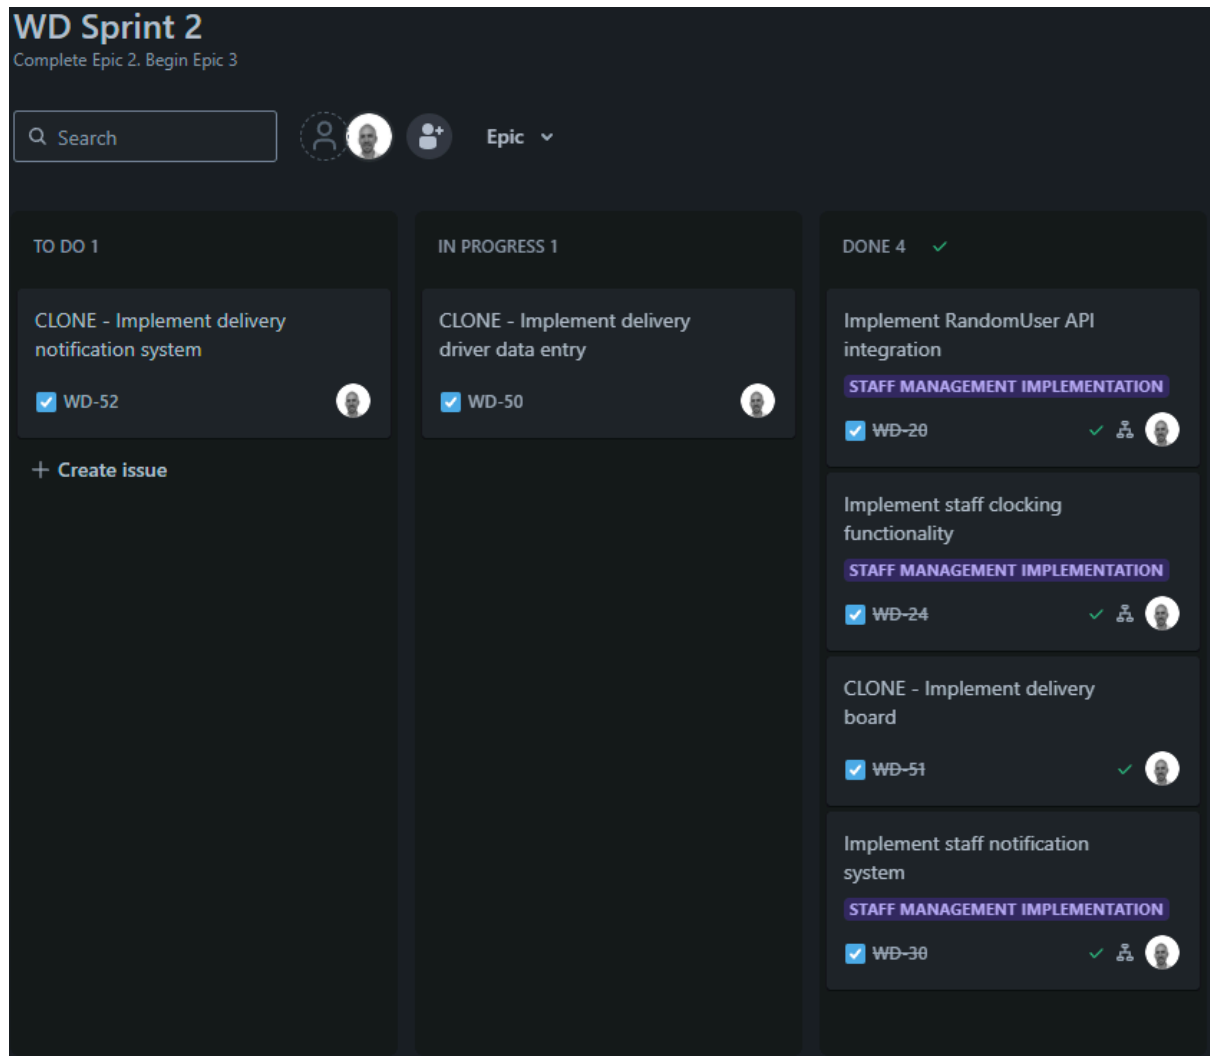 WD Sprint 2
Complete Epic 2. Begin Epic 3
Search
Epic
TO DO 1
CLONE - Implement delivery
notification system
WD-52
Create issue
IN PROGRESS 1
CLONE - Implement delivery
driver data entry
WD-50
DONE 4
Implement RandomUser API
integration
STAFF MANAGEMENT IMPLEMENTATION
WD-20
Implement staff clocking
functionality
STAFF MANAGEMENT IMPLEMENTATION
WD-24
CLONE - Implement delivery
board
WD-51
Implement staff notification
system
STAFF MANAGEMENT IMPLEMENTATION
WD-30